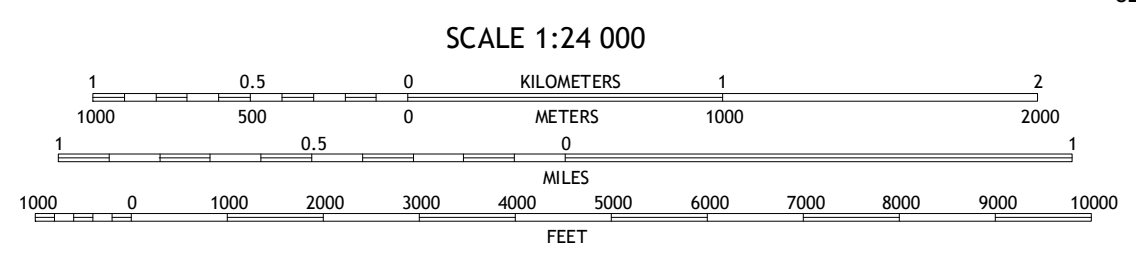 SCALE 1:24 000
1 0.5 0 KILOMETERS 1 2
1000 500 0 METERS 1000 2000
1 0.5 0 1
MILES
1000 0 1000 2000 3000 4000 5000 6000 7000 8000 9000 10000
FEET